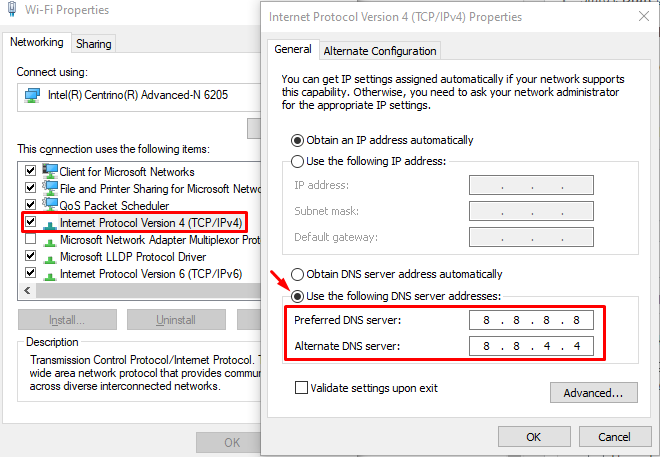 Wi-Fi Properties
Networking
Sharing
Connect using:
Intel(R) Centrino(R) Advanced-N 6205
This connection uses the following items:
Client for Microsoft Networks
File and Printer Sharing for Microsoft Network
QoS Packet Scheduler
Internet Protocol Version 4 (TCP/IPv4)
Microsoft Network Adapter Multiplexor Proto
Microsoft LLDP Protocol Driver
Internet Protocol Version 6 (TCP/IPv6)
Install...
Uninstall
Description
Transmission Control Protocol/Internet Protocol.
wide area network protocol that provides commu
across diverse interconnected networks.
OK
Internet Protocol Version 4 (TCP/IPv4) Properties
General
Alternate Configuration
You can get IP settings assigned automatically if your network supports
this capability. Otherwise, you need to ask your network administrator
for the appropriate IP settings.
Obtain an IP address automatically
Use the following IP address:
IP address: . . .
Subnet mask: . . .
Default gateway: . . .
Obtain DNS server address automatically
Use the following DNS server addresses:
Preferred DNS server: 8 . 8 . 8 . 8
Alternate DNS server: 8 . 8 . 4 . 4
Validate settings upon exit
Advanced...
OK
Cancel